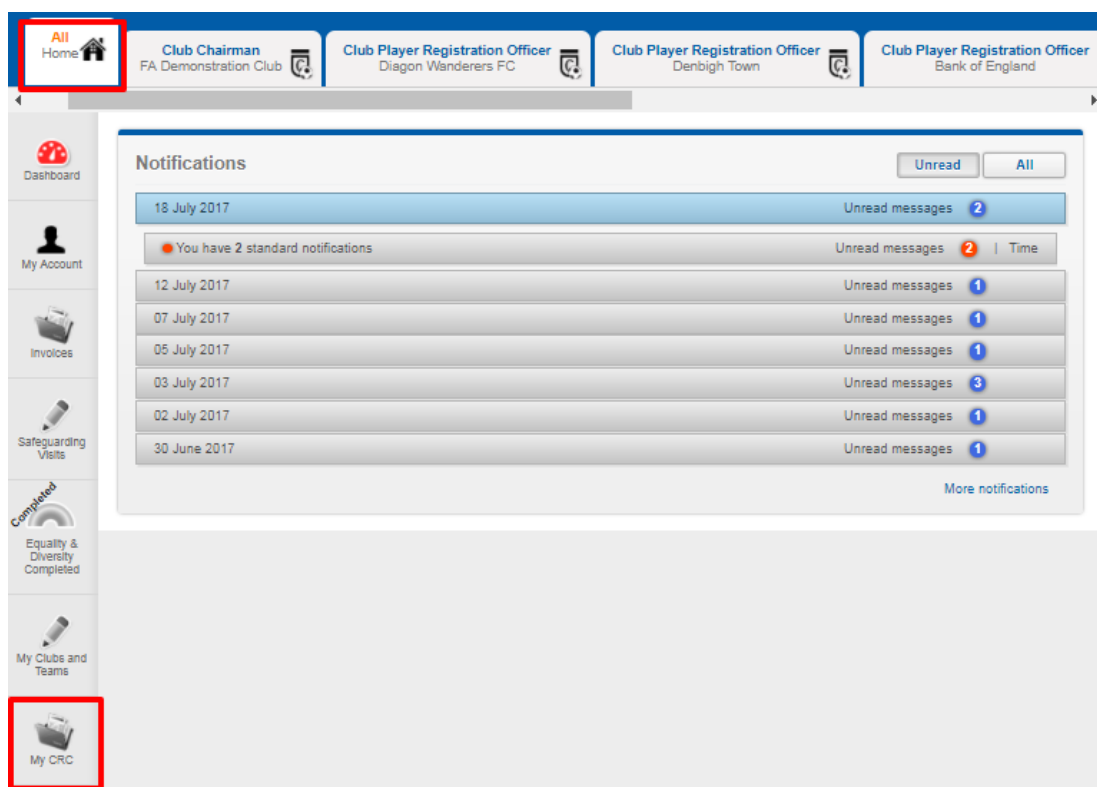 All
Home
Club Chairman
FA Demonstration Club
Club Player Registration Officer
Diagon Wanderers FC
Club Player Registration Officer
Denbigh Town
Club Player Registration Officer
Bank of England
Dashboard
My Account
Invoices
Safeguarding
Visits
Completed
Equality &
Diversity
Completed
My Clubs and
Teams
My CRC
Notifications
Unread
All
18 July 2017 Unread messages 2
You have 2 standard notifications Unread messages 2 | Time
12 July 2017 Unread messages 1
07 July 2017 Unread messages 1
05 July 2017 Unread messages 1
03 July 2017 Unread messages 3
02 July 2017 Unread messages 1
30 June 2017 Unread messages 1
More notifications